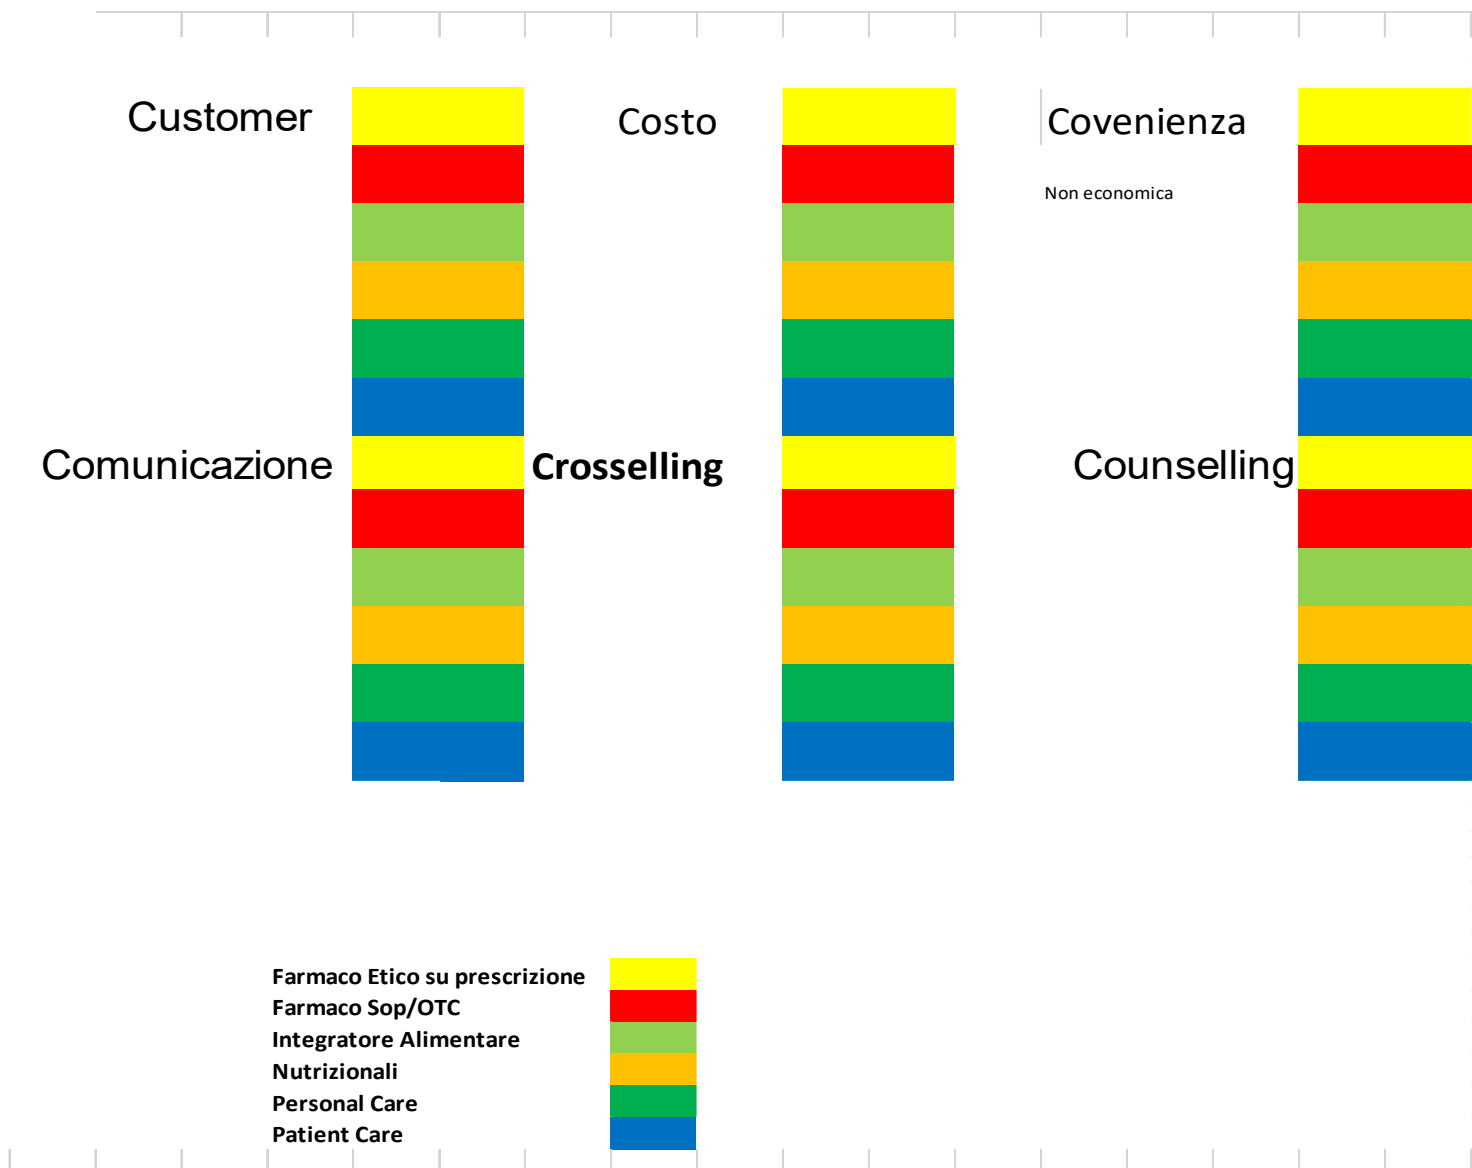 Customer
Costo
Covenienza
Non economica
Comunicazione
Crosselling
Counselling
Farmaco Etico su prescrizione
Farmaco Sop/OTC
Integratore Alimentare
Nutrizionali
Personal Care
Patient Care